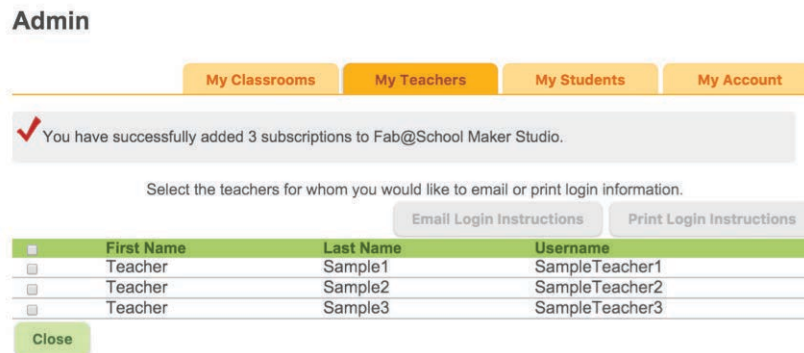 Admin
My Classrooms My Teachers My Students My Account
You have successfully added 3 subscriptions to Fab@School Maker Studio.
Select the teachers for whom you would like to email or print login information.
Email Login Instructions Print Login Instructions
First Name Last Name Username
Teacher Sample1 SampleTeacher1
Teacher Sample2 SampleTeacher2
Teacher Sample3 SampleTeacher3
Close